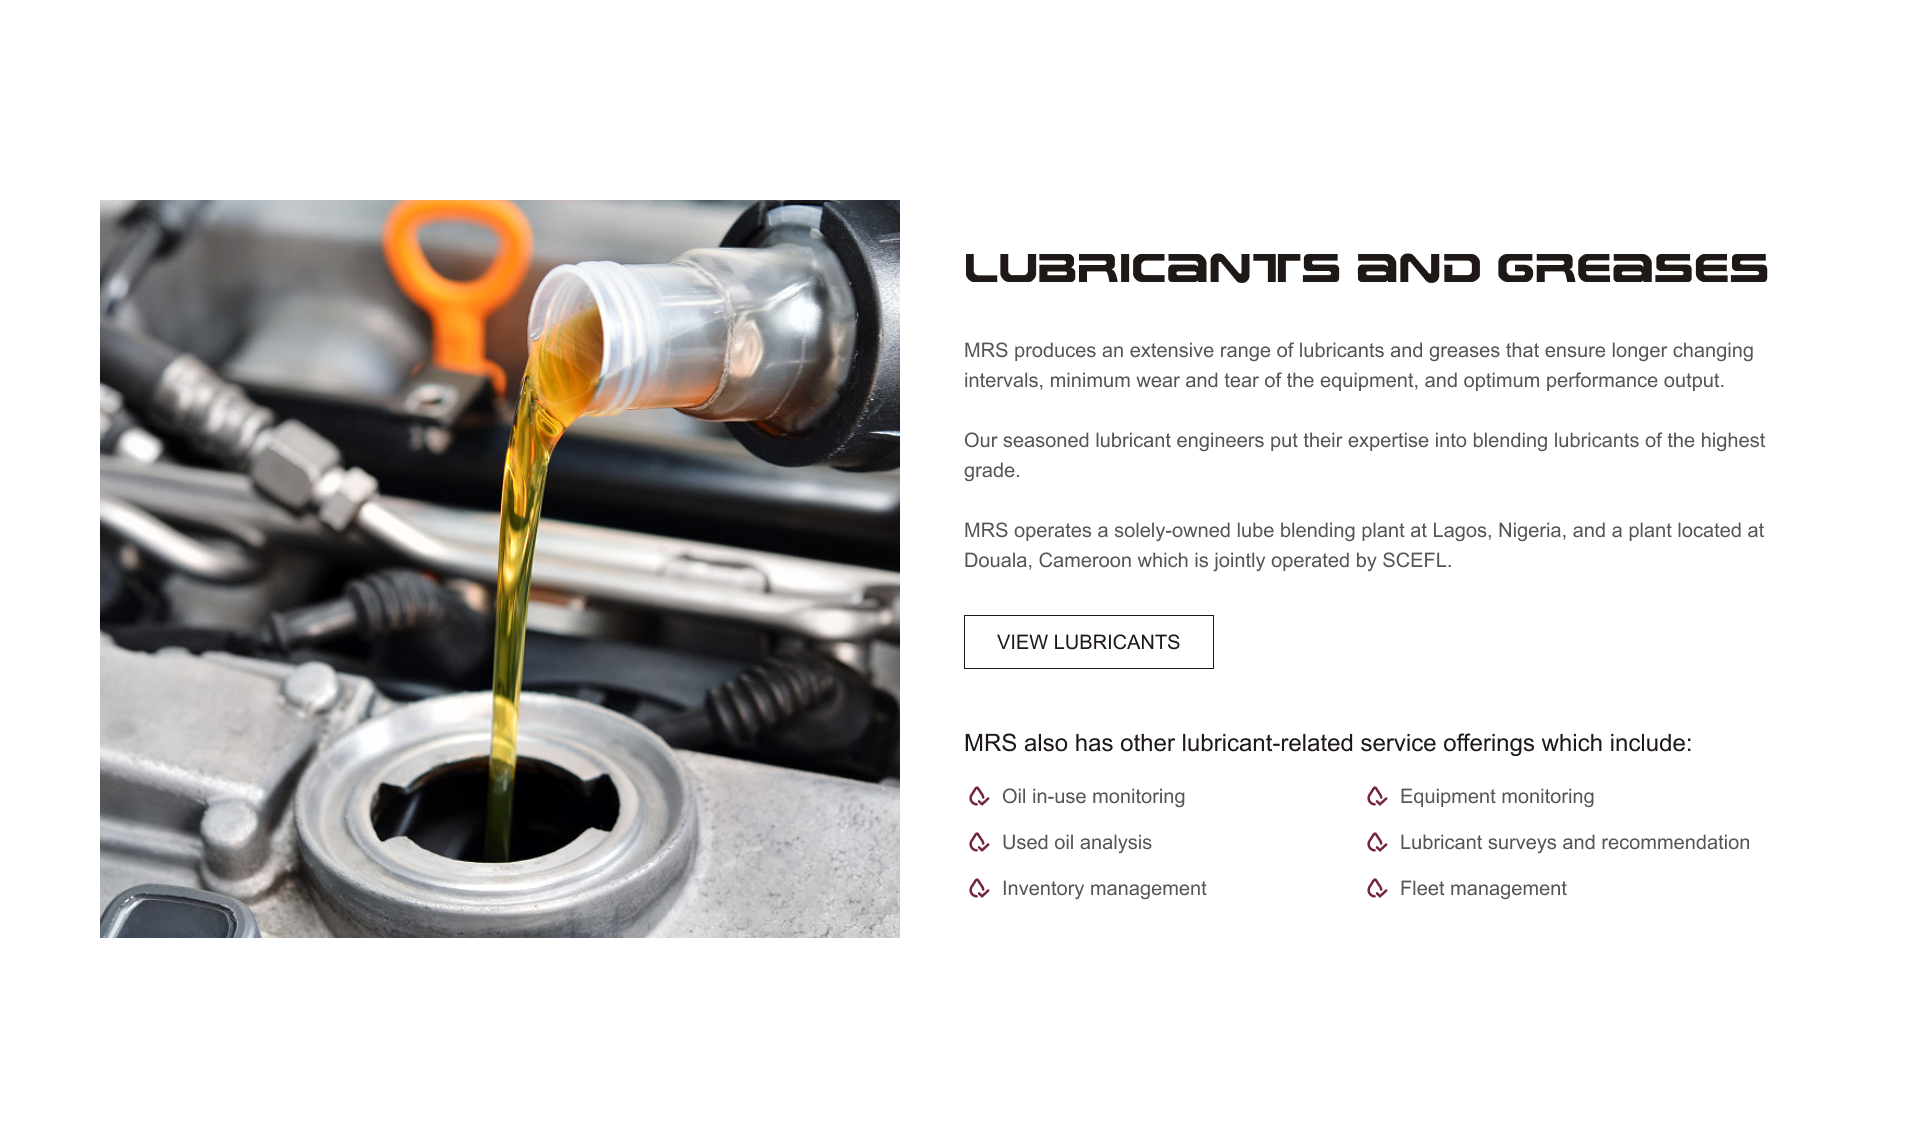 LUBRICANTS AND GREASES
MRS produces an extensive range of lubricants and greases that ensure longer changing
intervals, minimum wear and tear of the equipment, and optimum performance output.
Our seasoned lubricant engineers put their expertise into blending lubricants of the highest
grade.
MRS operates a solely-owned lube blending plant at Lagos, Nigeria, and a plant located at
Douala, Cameroon which is jointly operated by SCEFL.
VIEW LUBRICANTS
MRS also has other lubricant-related service offerings which include:
Oil in-use monitoring
Equipment monitoring
Used oil analysis
Lubricant surveys and recommendation
Inventory management
Fleet management